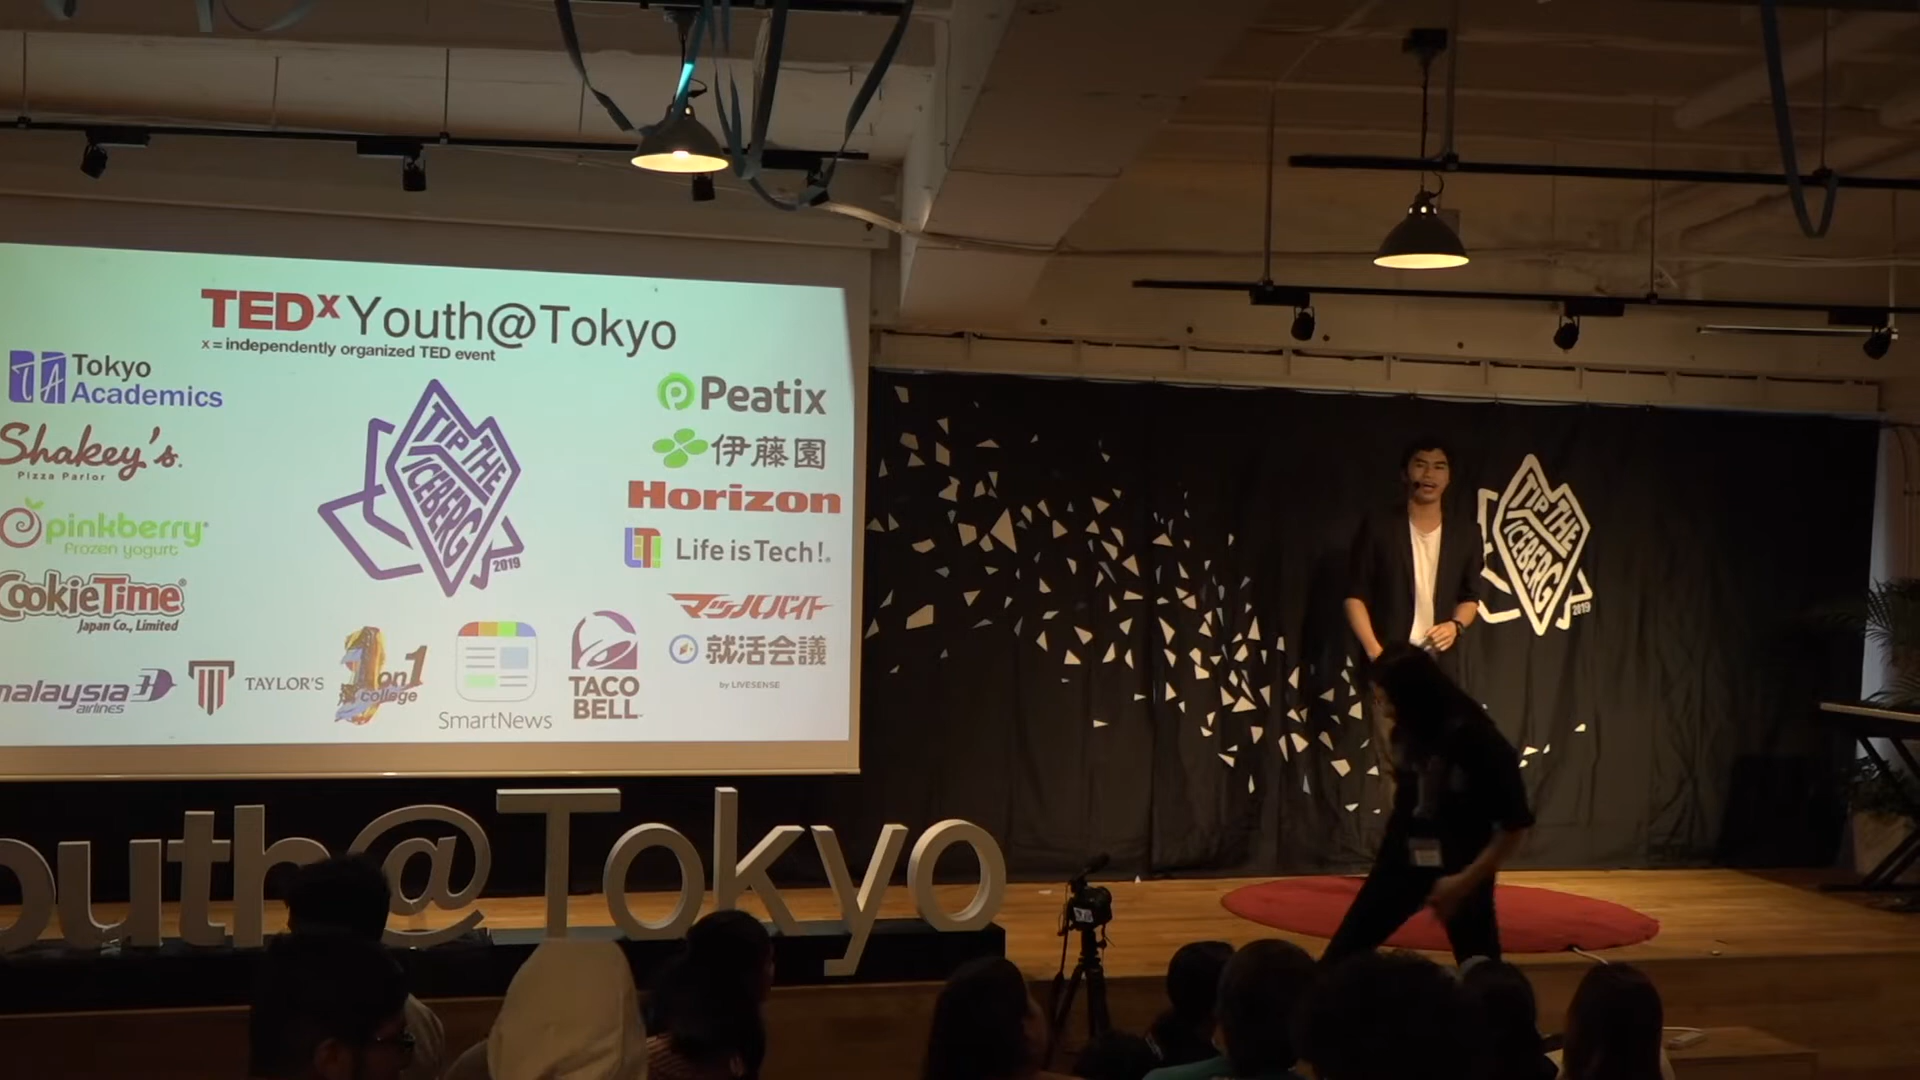 TEDxYouth@Tokyo
x = independently organized TED event
Tokyo
Academics
Shakey's
Pizza Parlor
pinkberry
frozen yogurt
CookieTime
Japan Co., Limited
malaysia
airlines
TAYLOR'S
1on1
college
SmartNews
TACO
BELL
TIP THE
ICEBERG
2019
Peatix
伊藤園
Horizon
Life is Tech!
マッハバイト
就活会議
by LIVESENSE
TIP THE
ICEBERG
2019
outh@Tokyo